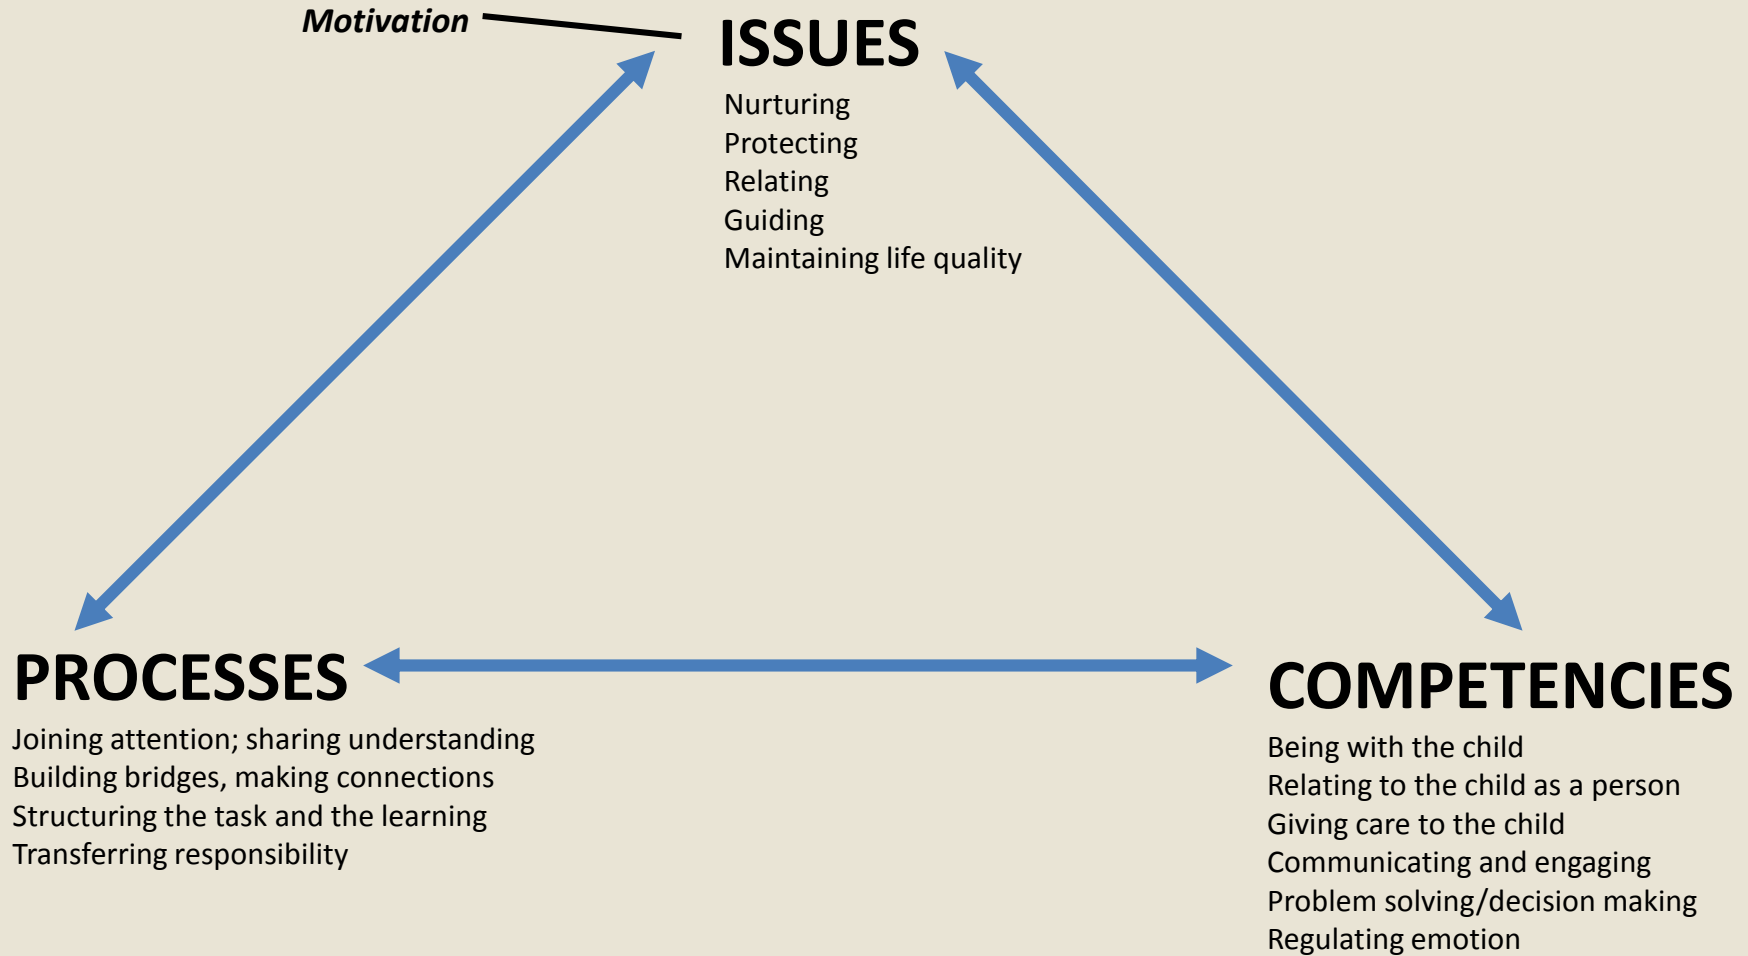 Motivation
ISSUES
Nurturing
Protecting
Relating
Guiding
Maintaining life quality
PROCESSES
Joining attention; sharing understanding
Building bridges, making connections
Structuring the task and the learning
Transferring responsibility
COMPETENCIES
Being with the child
Relating to the child as a person
Giving care to the child
Communicating and engaging
Problem solving/decision making
Regulating emotion